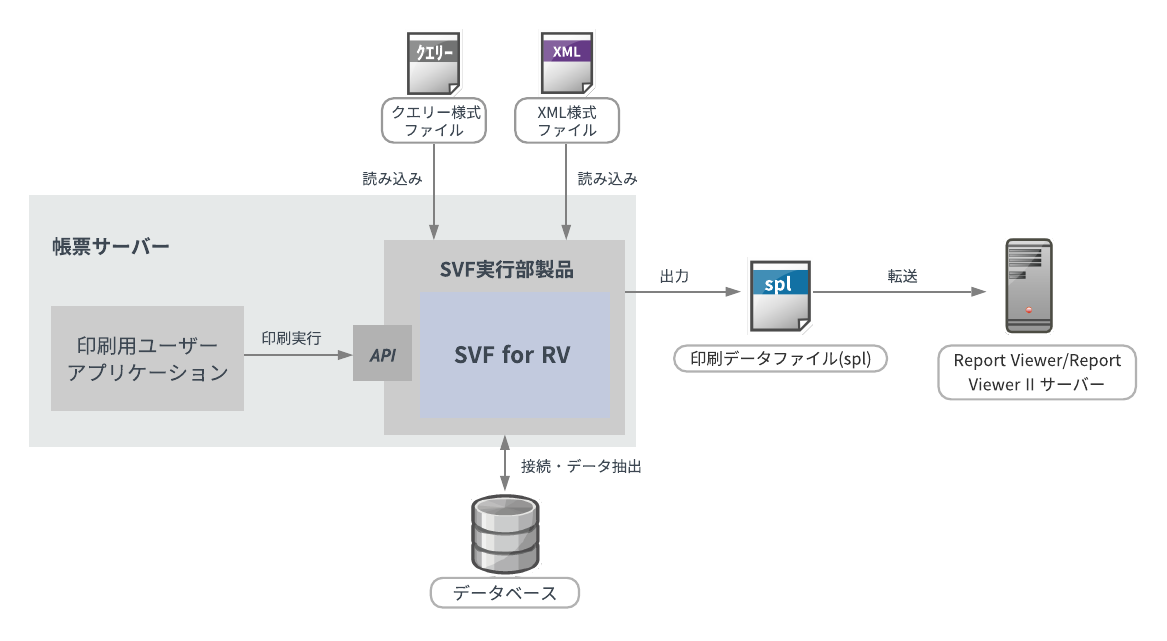 クエリー
XML
クエリー様式
ファイル
XML様式
ファイル
読み込み
読み込み
帳票サーバー
SVF実行部製品
出力
spl
転送
印刷用ユーザー
アプリケーション
印刷実行
API
SVF for RV
印刷データファイル(spl)
Report Viewer/Report
Viewer II サーバー
接続・データ抽出
データベース